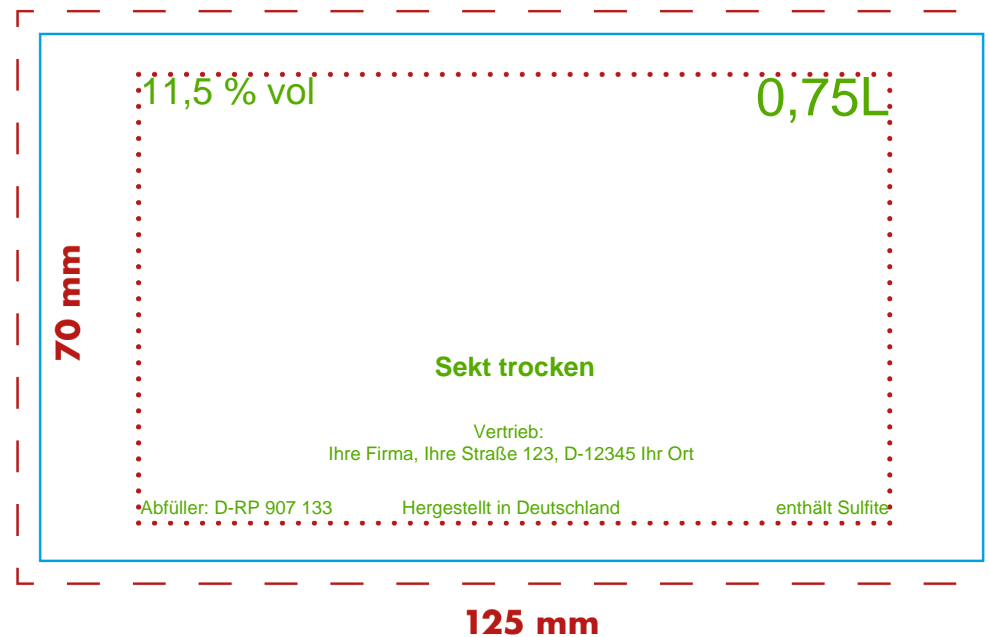 11,5 % vol
0,75L
70 mm
Sekt trocken
Vertrieb:
Ihre Firma, Ihre Straße 123, D-12345 Ihr Ort
Abfüller: D-RP 907 133
Hergestellt in Deutschland
enthält Sulfite
125 mm